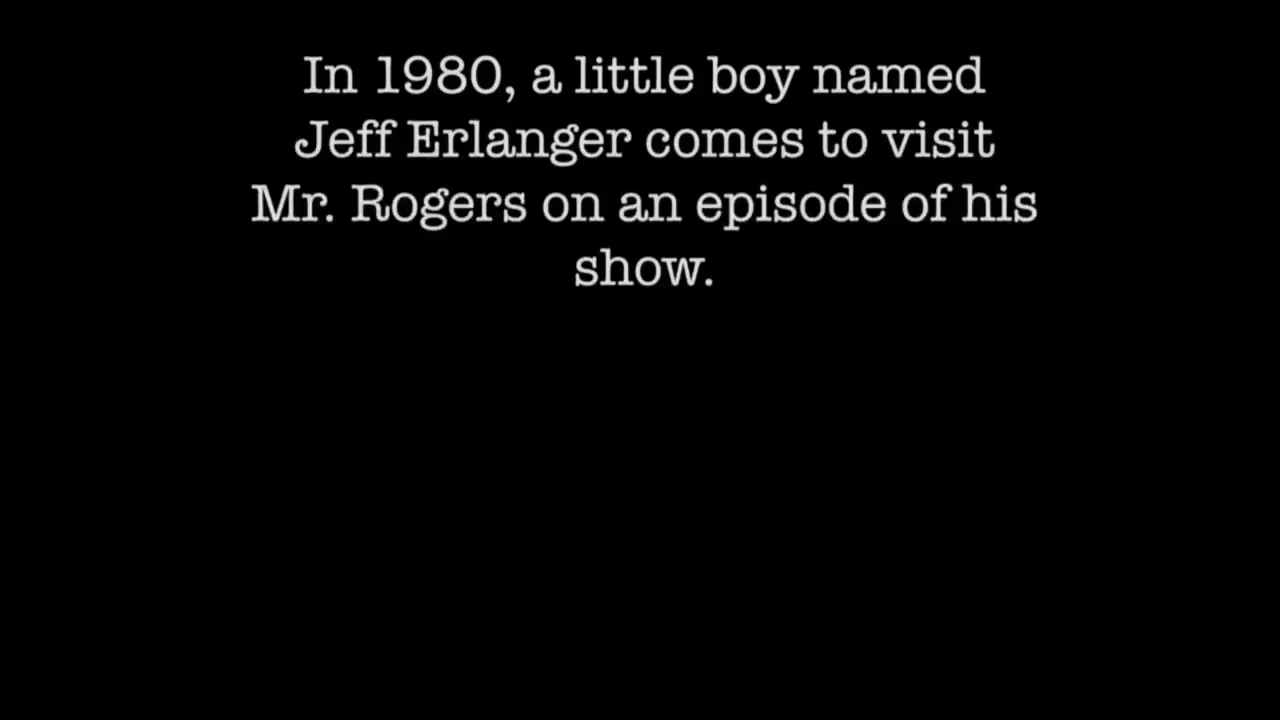 In 1980, a little boy named
Jeff Erlanger comes to visit
Mr. Rogers on an episode of his
show.